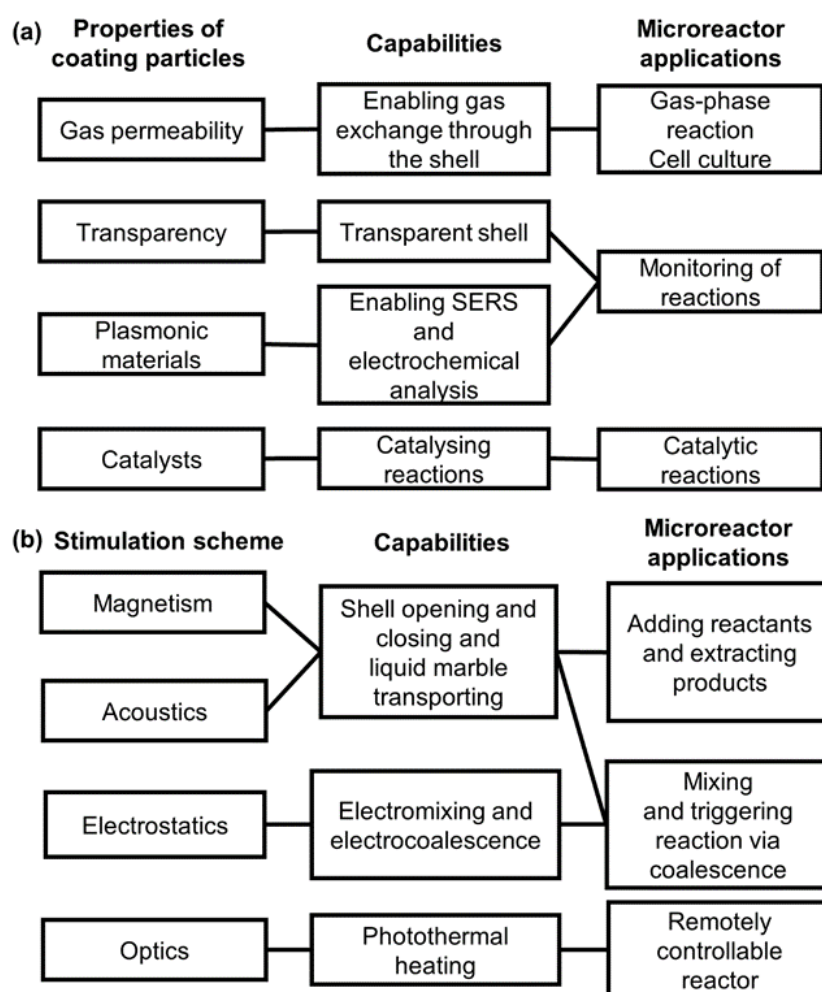 (a)
Properties of
coating particles
Capabilities
Microreactor
applications
Gas permeability
Enabling gas
exchange through
the shell
Gas-phase
reaction
Cell culture
Transparency
Transparent shell
Monitoring of
reactions
Plasmonic
materials
Enabling SERS
and
electrochemical
analysis
Catalysts
Catalysing
reactions
Catalytic
reactions
(b)
Stimulation scheme
Capabilities
Microreactor
applications
Magnetism
Shell opening and
closing and
liquid marble
transporting
Adding reactants
and extracting
products
Acoustics
Electrostatics
Electromixing and
electrocoalescence
Mixing
and triggering
reaction via
coalescence
Optics
Photothermal
heating
Remotely
controllable
reactor